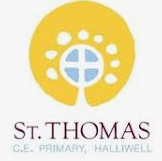 ST. THOMAS
C.E. PRIMARY, HALLIWELL